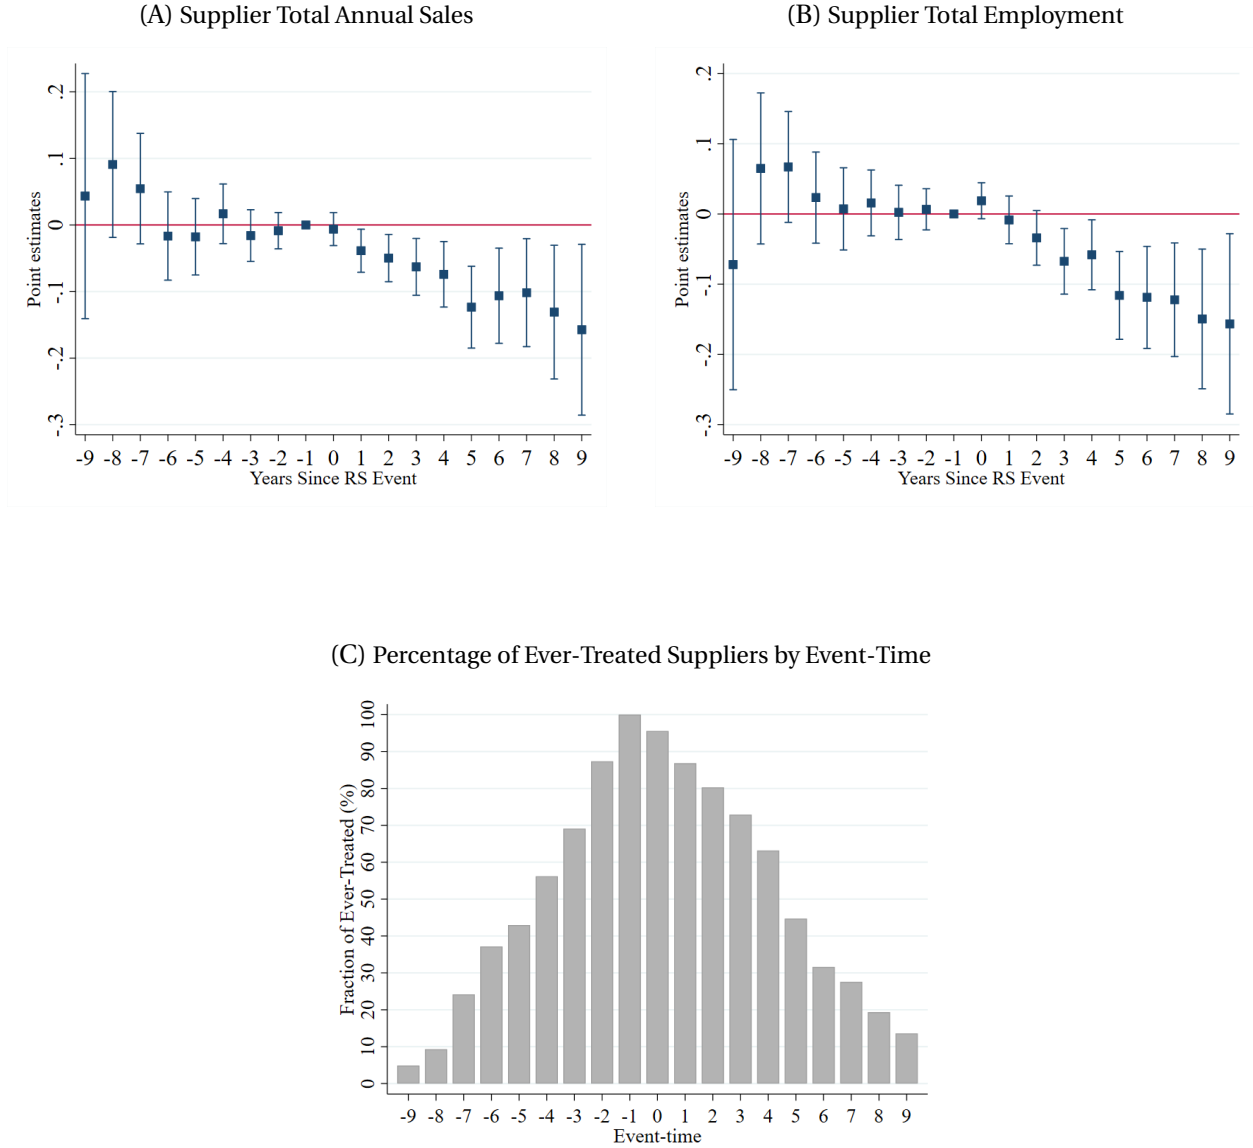 (A) Supplier Total Annual Sales
.2
.1
0
-.1
-.2
-.3
Point estimates
-9 -8 -7 -6 -5 -4 -3 -2 -1 0 1 2 3 4 5 6 7 8 9
Years Since RS Event
(B) Supplier Total Employment
.2
.1
0
-.1
-.2
-.3
Point estimates
-9 -8 -7 -6 -5 -4 -3 -2 -1 0 1 2 3 4 5 6 7 8 9
Years Since RS Event
(C) Percentage of Ever-Treated Suppliers by Event-Time
100
90
80
70
60
50
40
30
20
10
0
Fraction of Ever-Treated (%)
-9 -8 -7 -6 -5 -4 -3 -2 -1 0 1 2 3 4 5 6 7 8 9
Event-time